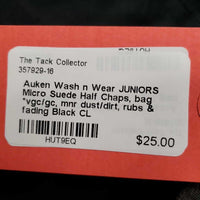 The Tack Collector
357929-16
Auken Wash n Wear JUNIORS
Micro Suede Half Chaps, bag
*vgc/gc, mnr dust/dirt, rubs &
fading Black CL
HUT9EQ
$25.00